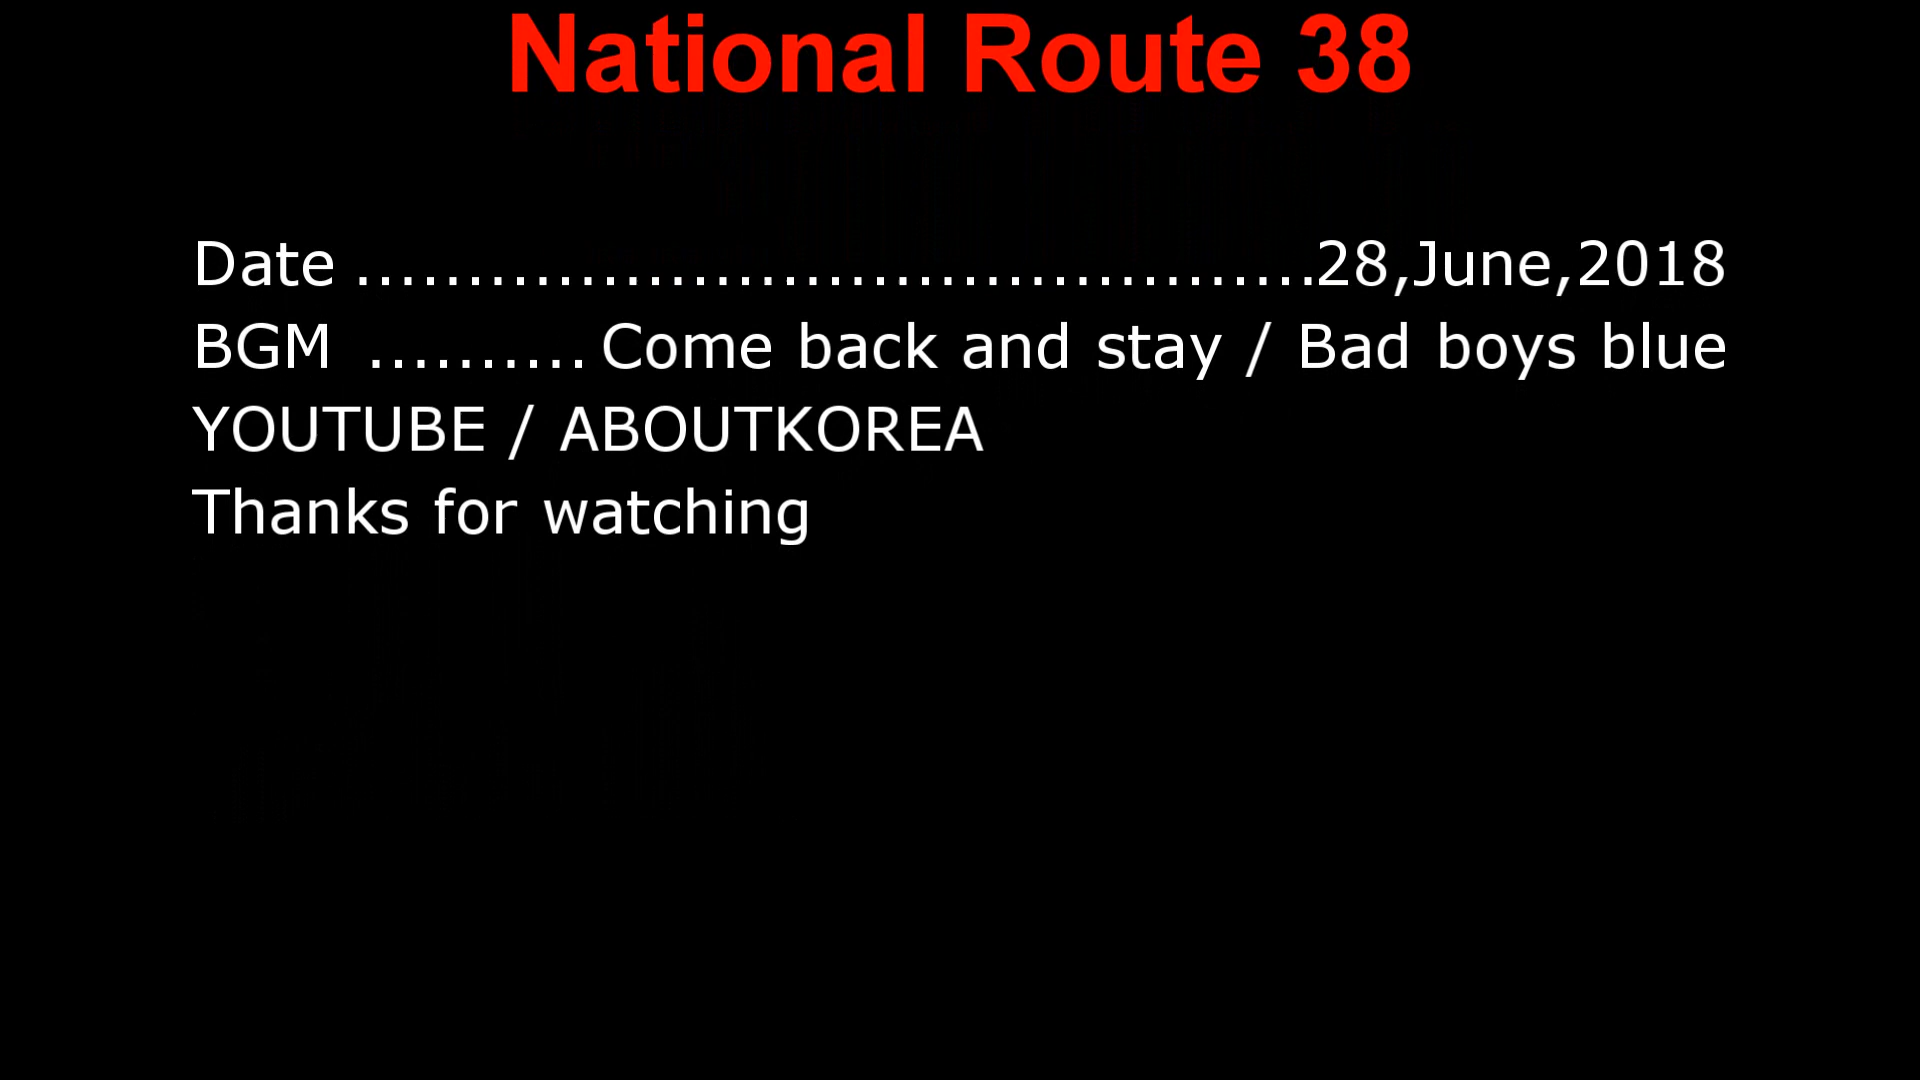 National Route 38
Date ...........................................28,June,2018
BGM .......... Come back and stay / Bad boys blue
YOUTUBE / ABOUTKOREA
Thanks for watching